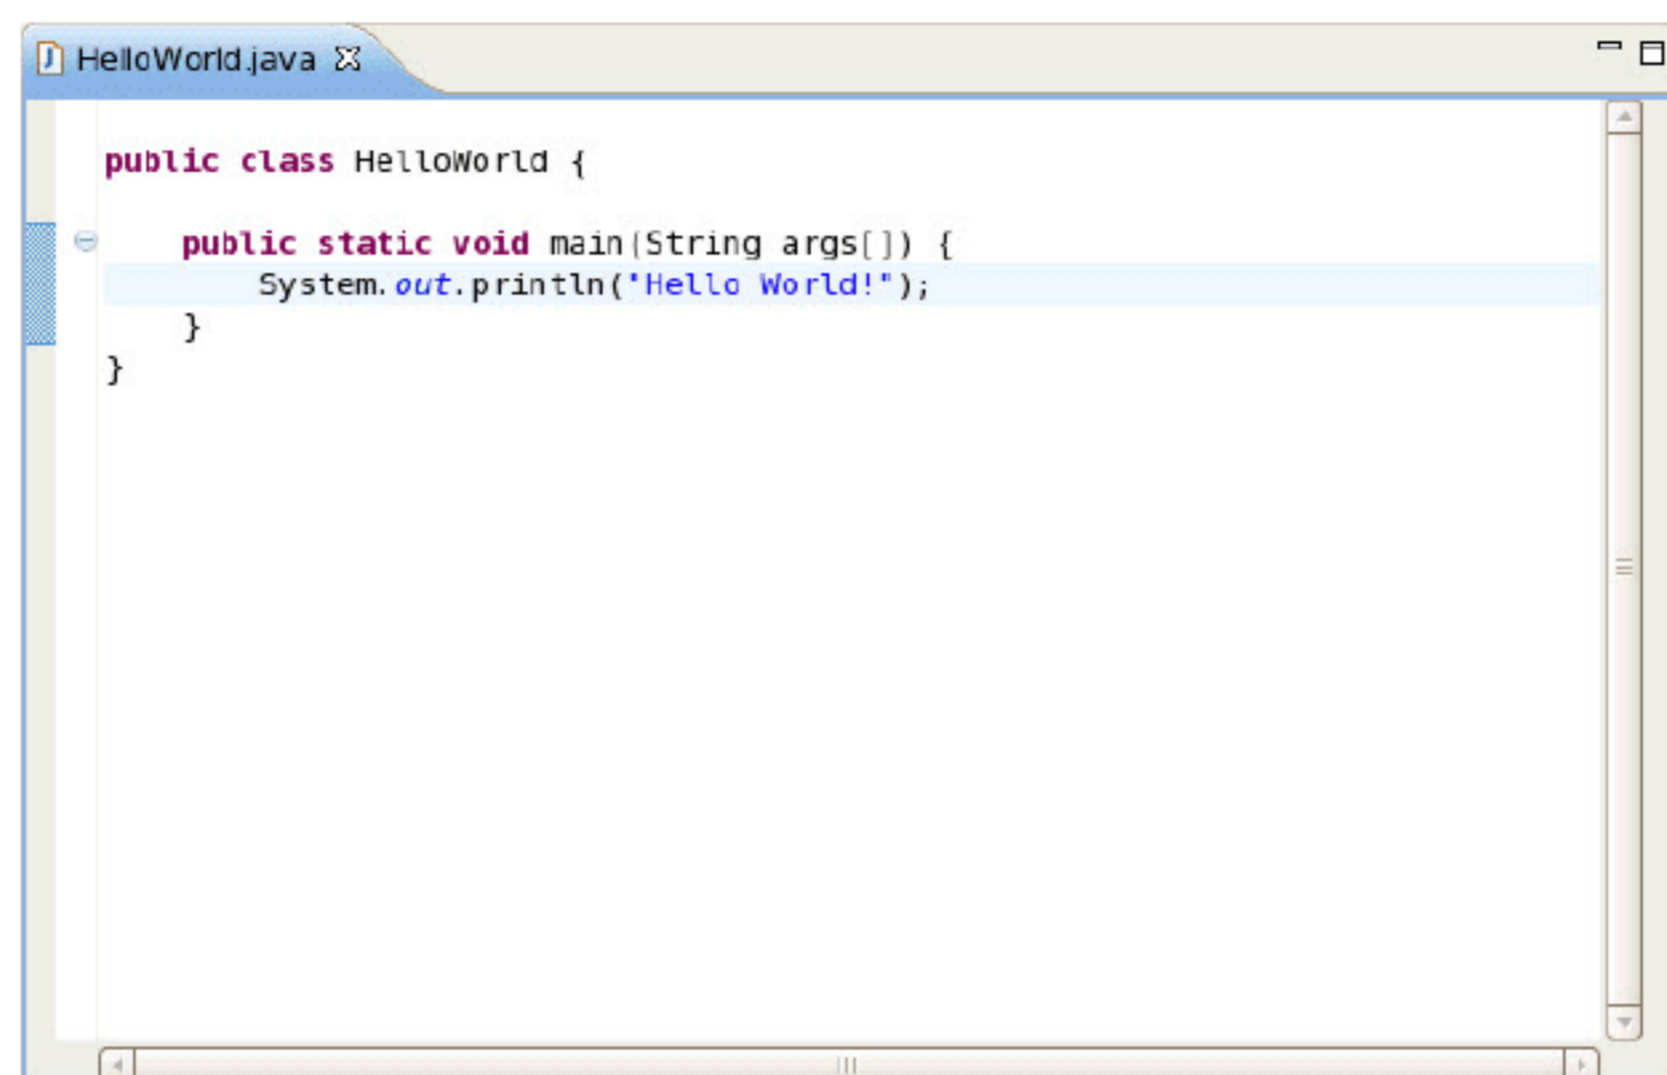 HelloWorld.java
public class HelloWorld {
    public static void main(String args[]) {
        System.out.println("Hello World!");
    }
}